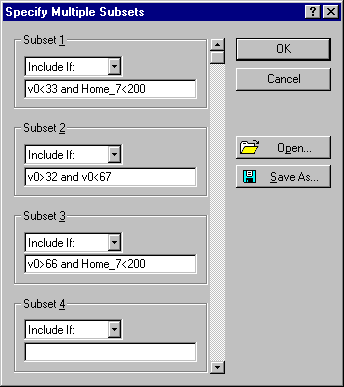 Specify Multiple Subsets
Subset 1
Include If:
v0<33 and Home_7<200
Subset 2
Include If:
v0>32 and v0<67
Subset 3
Include If:
v0>66 and Home_7<200
Subset 4
Include If:
OK
Cancel
Open...
Save As...